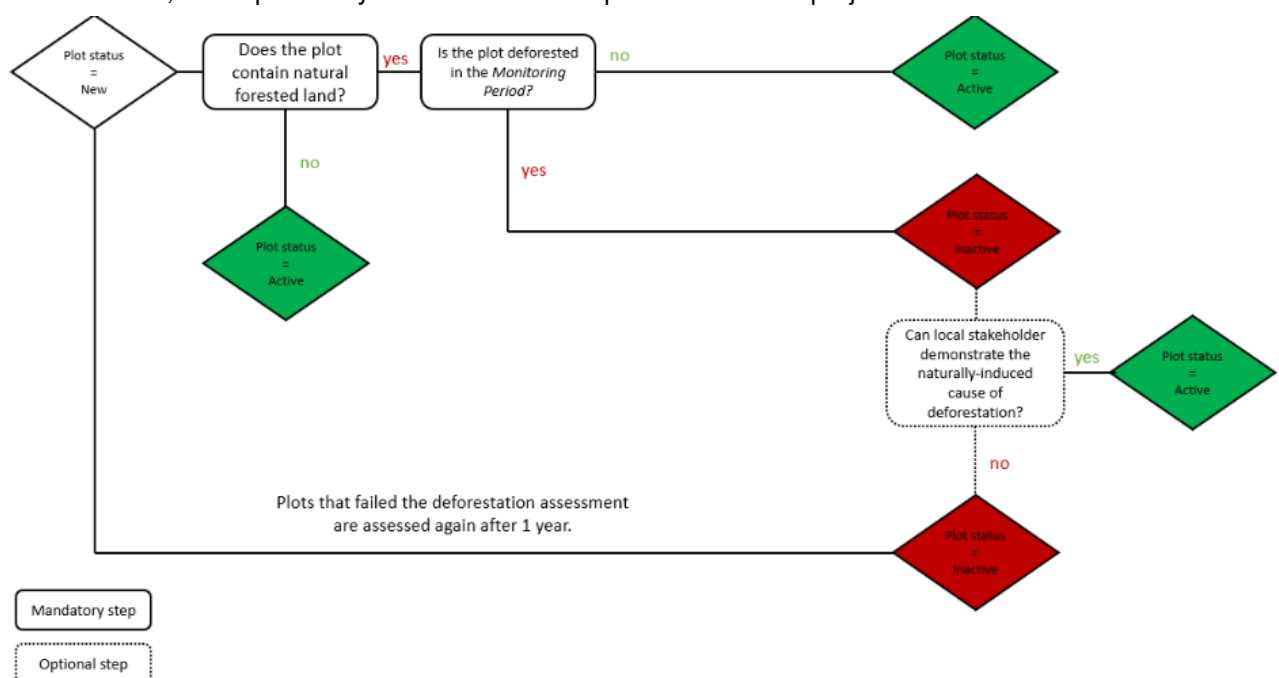 Plot status
=
New
Does the plot
contain natural
forested land?
yes
Is the plot deforested
in the Monitoring
Period?
no
Plot status
=
Active
no
yes
Plot status
=
Active
Plot status
=
Inactive
Can local stakeholder
demonstrate the
naturally-induced
cause of
deforestation?
yes
Plot status
=
Active
no
Plots that failed the deforestation assessment
are assessed again after 1 year.
Plot status
=
Inactive
Mandatory step
Optional step